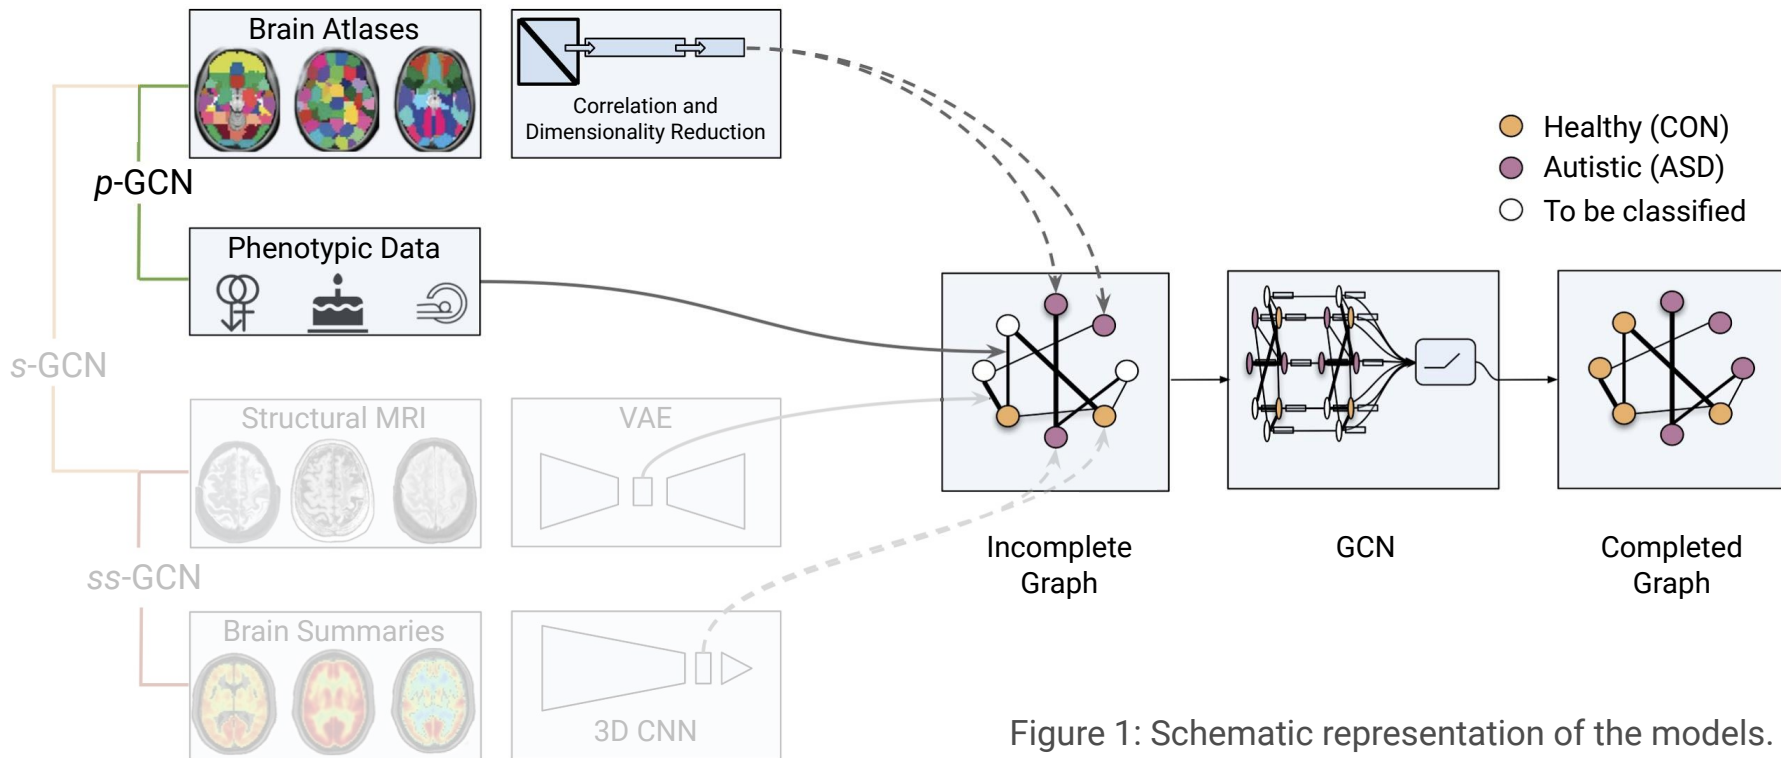 Brain Atlases
Correlation and
Dimensionality Reduction
Healthy (CON)
Autistic (ASD)
To be classified
p-GCN
Phenotypic Data
s-GCN
Structural MRI
VAE
ss-GCN
Brain Summaries
3D CNN
Incomplete
Graph
GCN
Completed
Graph
Figure 1: Schematic representation of the models.